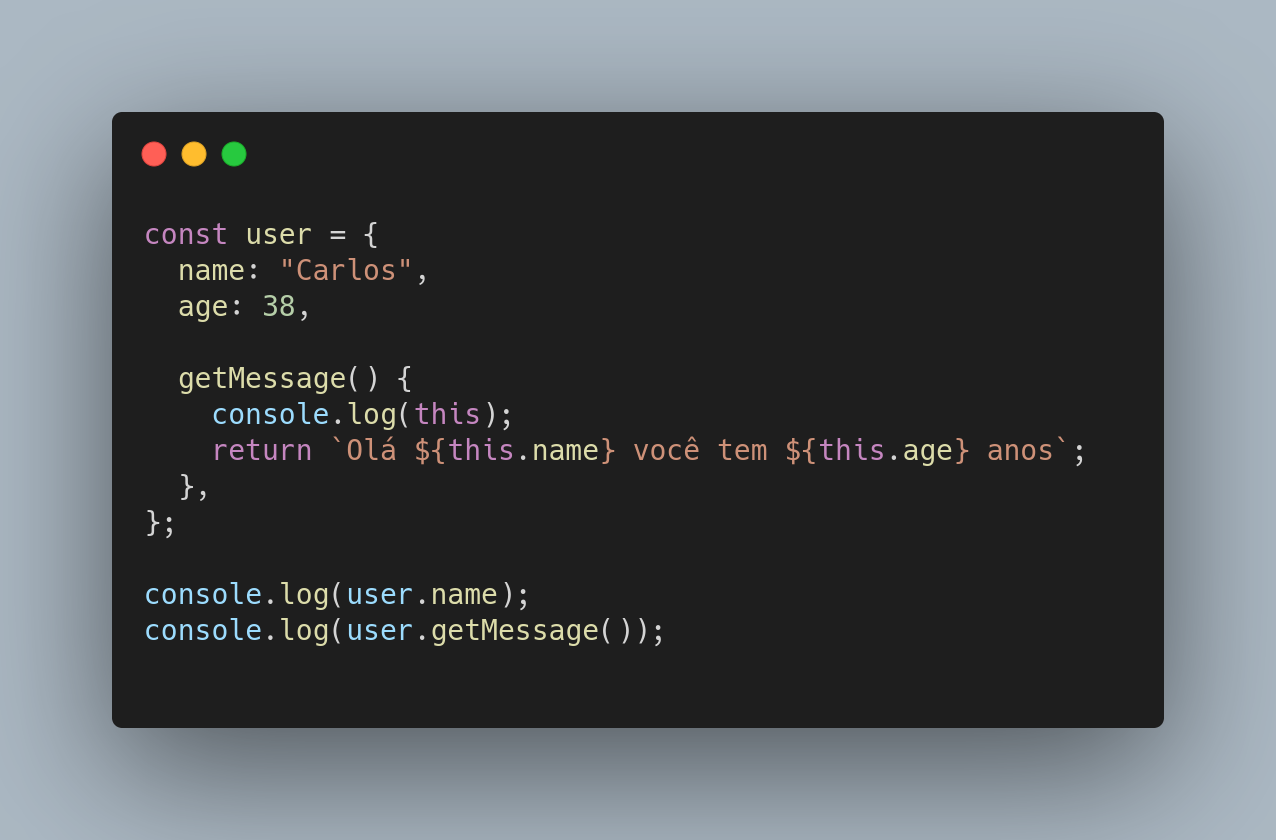 const user = {
  name: "Carlos",
  age: 38,

  getMessage() {
    console.log(this);
    return `Olá ${this.name} você tem ${this.age} anos`;
  },
};

console.log(user.name);
console.log(user.getMessage());